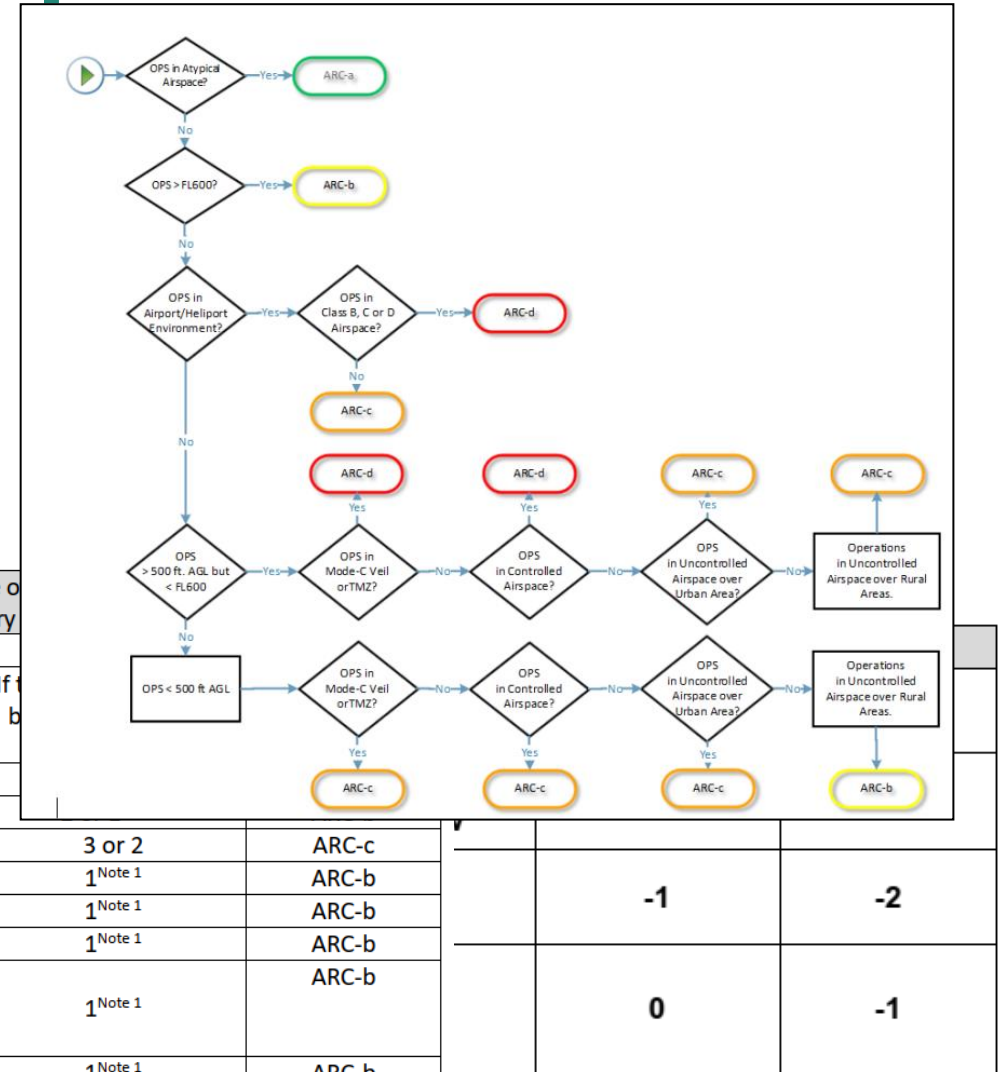 OPS in Atypical
Airspace?
Yes
ARC-a
No
OPS > FL600?
Yes
ARC-b
No
OPS in
Airport/Heliport
Environment?
Yes
OPS in
Class B, C or D
Airspace?
Yes
ARC-d
No
ARC-c
No
ARC-d
ARC-d
ARC-c
ARC-c
Yes
Yes
Yes
OPS
> 500 ft. AGL but
< FL600
Yes
OPS in
Mode-C Veil
orTMZ?
No
OPS
in Controlled
Airspace?
No
OPS
in Uncontrolled
Airspace over
Urban Area?
No
Operations
in Uncontrolled
Airspace over Rural
Areas.
No
OPS < 500 ft AGL
OPS in
Mode-C Veil
orTMZ?
No
OPS
in Controlled
Airspace?
No
OPS
in Uncontrolled
Airspace over
Urban Area?
No
Operations
in Uncontrolled
Airspace over Rural
Areas.
Yes
Yes
Yes
ARC-c
ARC-c
ARC-c
ARC-b
3 or 2 ARC-c
1Note 1 ARC-b
1Note 1 ARC-b
1Note 1 ARC-b
1Note 1 ARC-b
1Note 1 ARC-b
-1 -2
0 -1